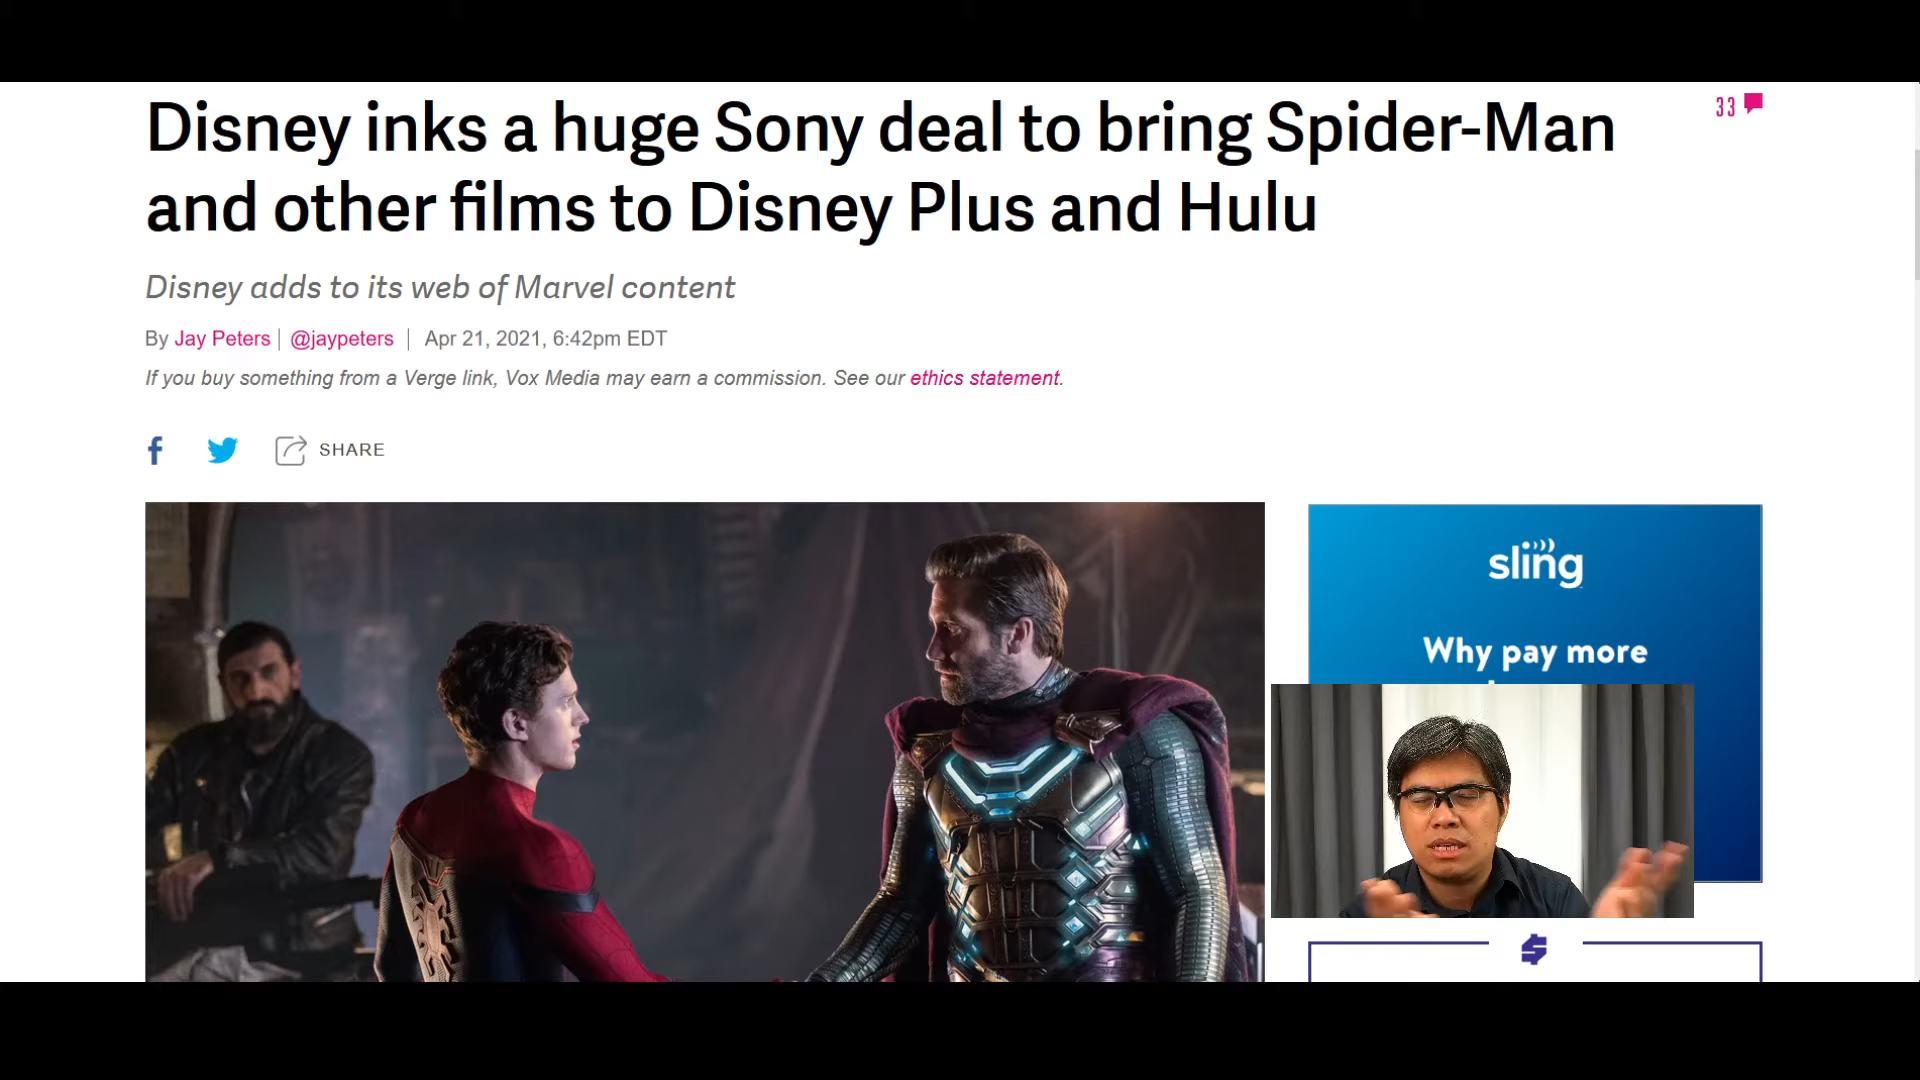 Disney inks a huge Sony deal to bring Spider-Man
33
and other films to Disney Plus and Hulu
Disney adds to its web of Marvel content
By Jay Peters | @jaypeters | Apr 21, 2021, 6:42pm EDT
If you buy something from a Verge link, Vox Media may earn a commission. See our ethics statement.
SHARE
sling
Why pay more